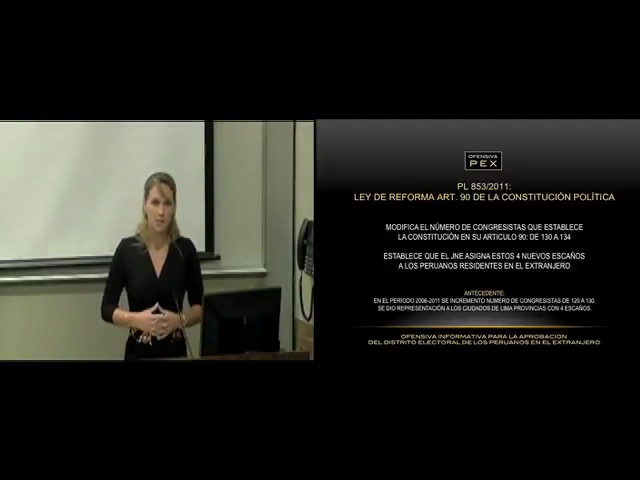 OFENSIVA
PEX
PL 853/2011:
LEY DE REFORMA ART. 90 DE LA CONSTITUCIÓN POLÍTICA
MODIFICA EL NÚMERO DE CONGRESISTAS QUE ESTABLECE
LA CONSTITUCIÓN EN SU ARTICULO 90: DE 130 A 134
ESTABLECE QUE EL JNE ASIGNA ESTOS 4 NUEVOS ESCAÑOS
A LOS PERUANOS RESIDENTES EN EL EXTRANJERO
ANTECEDENTE:
EN EL PERIODO 2006-2011 SE INCREMENTO NUMERO DE CONGRESISTAS DE 120 A 130.
SE DIO REPRESENTACIÓN A LOS CIUDADOS DE LIMA PROVINCIAS CON 4 ESCAÑOS.
OFENSIVA INFORMATIVA PARA LA APROBACION
DEL DISTRITO ELECTORAL DE LOS PERUANOS EN EL EXTRANJERO